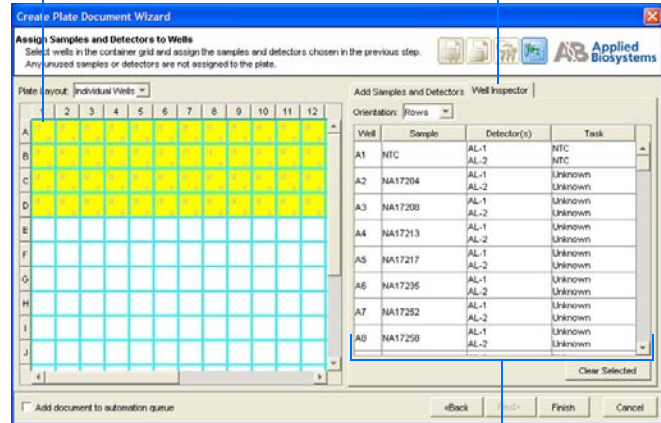 Create Plate Document Wizard
Assign Samples and Detectors to Wells
Select wells in the container grid and assign the samples and detectors chosen in the previous step.
Any unused samples or detectors are not assigned to the plate.
AB Applied Biosystems
Plate Layout: Individual Wells
1 2 3 4 5 6 7 8 9 10 11 12
A
B
C
D
E
F
G
H
I
J
Add Samples and Detectors Well Inspector
Orientation: Rows
Well Sample Detector(s) Task
A1 NTC AL-1 NTC
AL-2 NTC
A2 NA17204 AL-1 Unknown
AL-2 Unknown
A3 NA17208 AL-1 Unknown
AL-2 Unknown
A4 NA17213 AL-1 Unknown
AL-2 Unknown
A5 NA17217 AL-1 Unknown
AL-2 Unknown
A6 NA17235 AL-1 Unknown
AL-2 Unknown
A7 NA17252 AL-1 Unknown
AL-2 Unknown
A8 NA17258 AL-1 Unknown
AL-2 Unknown
Clear Selected
Add document to automation queue
<Back Next> Finish Cancel